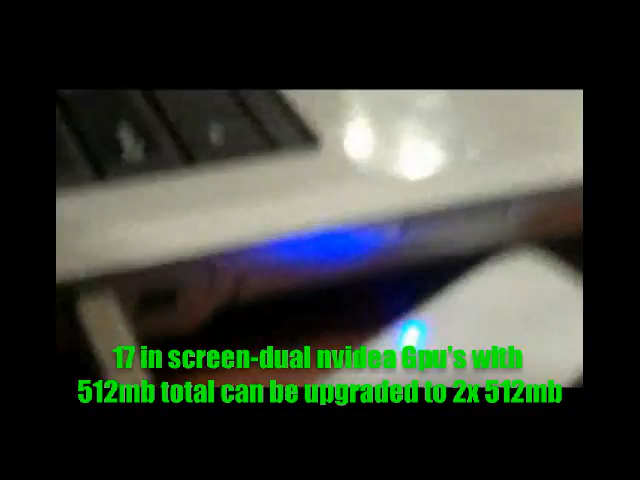 17 in screen-dual nvidea Gpu's with
512mb total can be upgraded to 2x 512mb